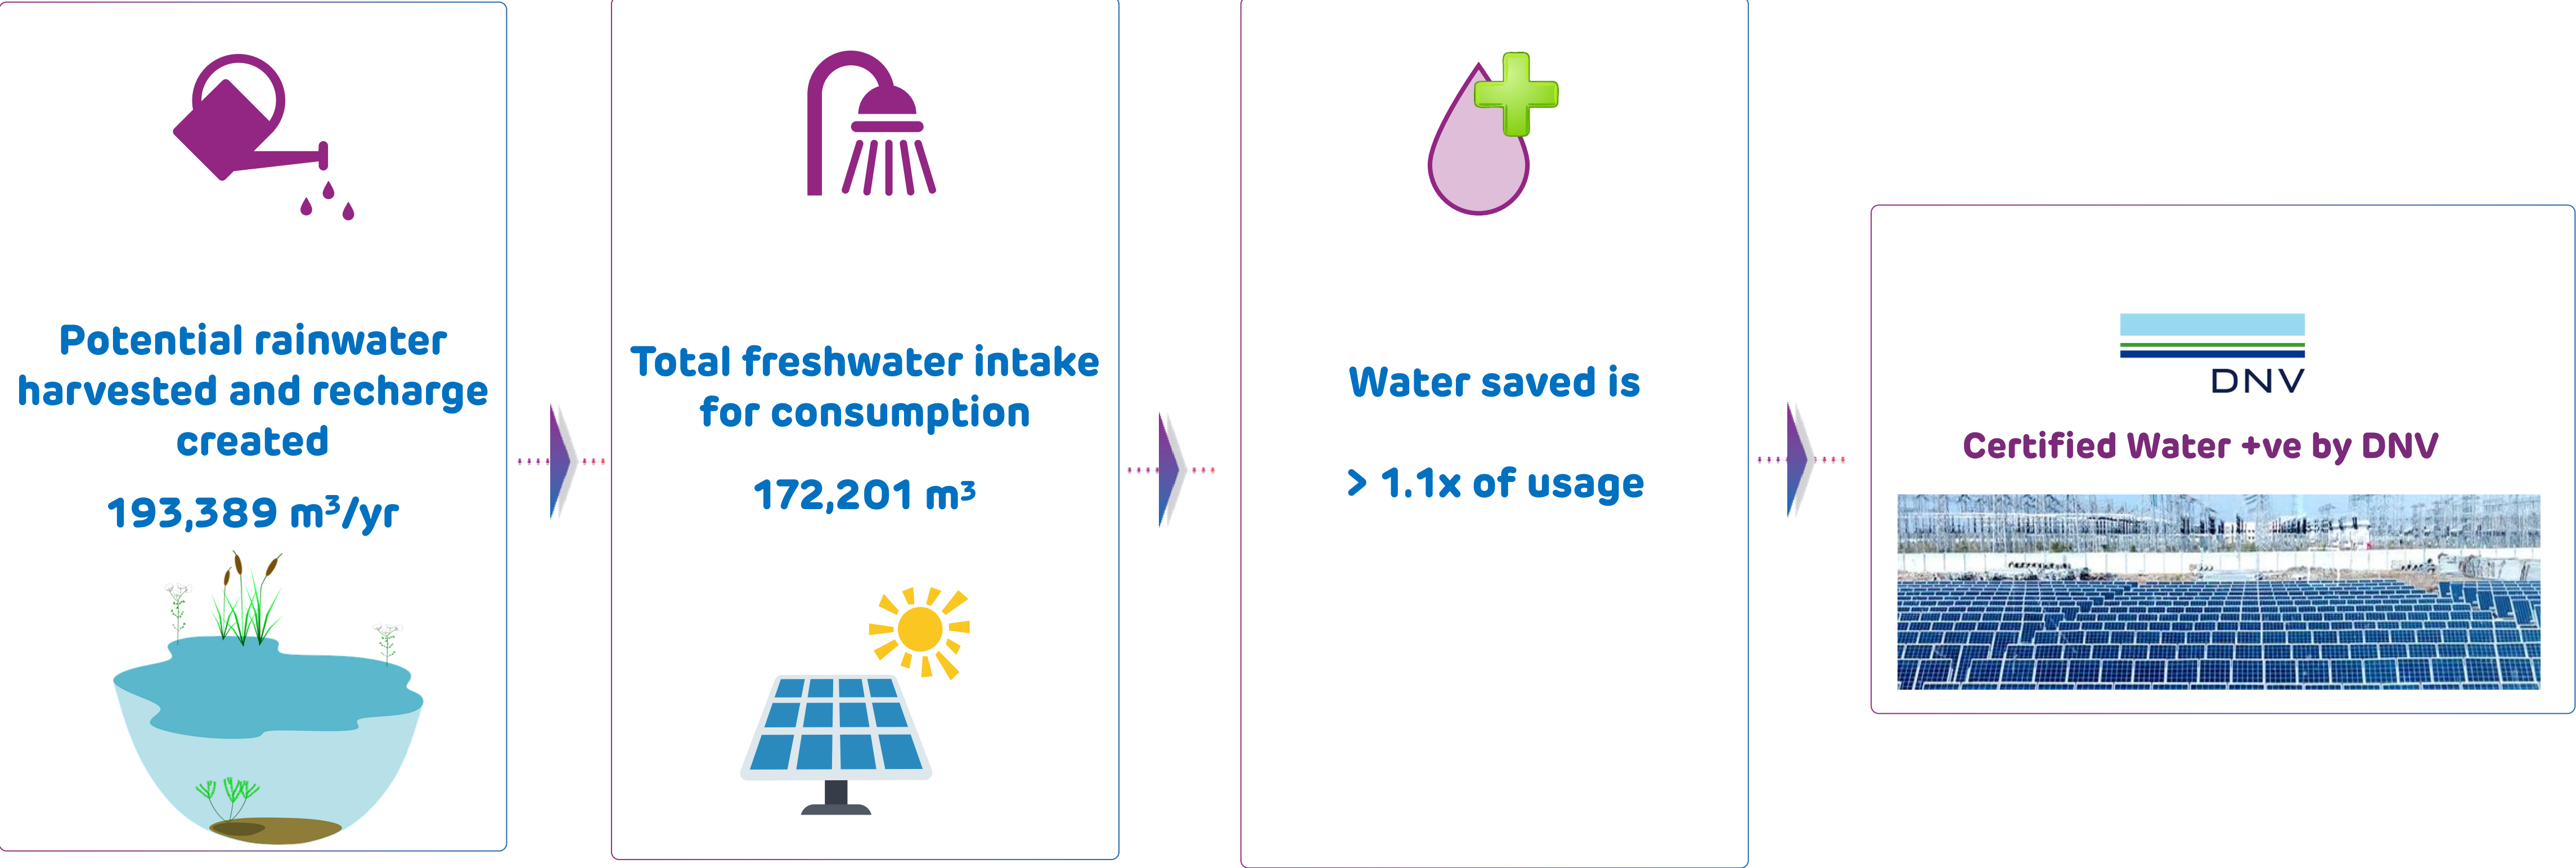 Potential rainwater
harvested and recharge
created
193,389 m³/yr
Total freshwater intake
for consumption
172,201 m³
Water saved is
> 1.1x of usage
DNV
Certified Water +ve by DNV